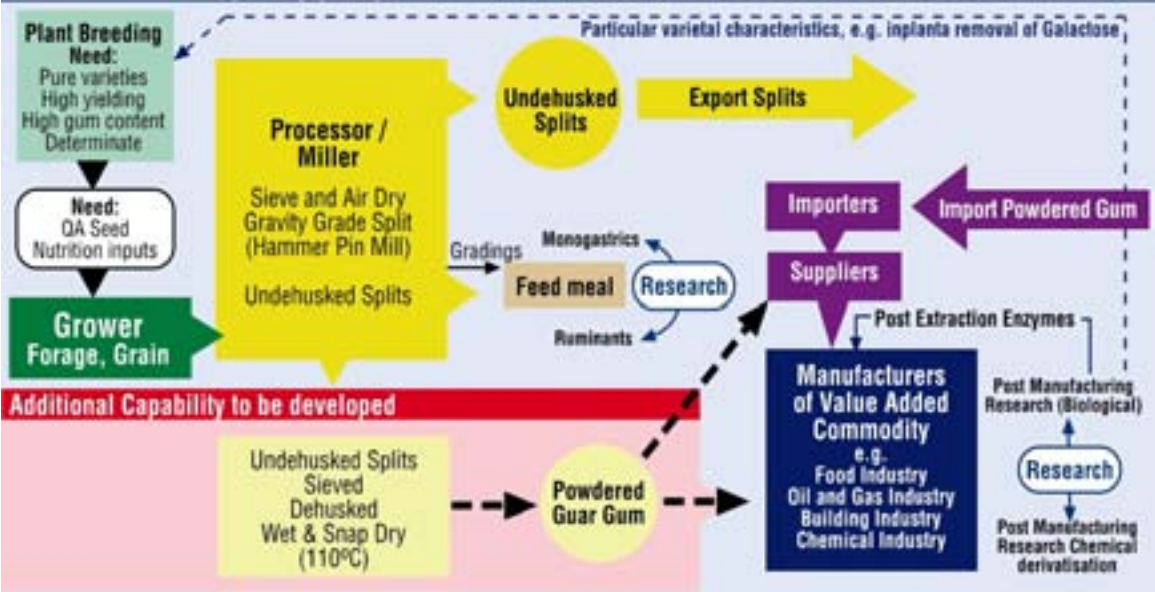 Particular varietal characteristics, e.g. inplanta removal of Galactose
Plant Breeding
Need:
Pure varieties
High yielding
High gum content
Determinate
Need:
QA Seed
Nutrition inputs
Grower
Forage, Grain
Processor /
Miller
Sieve and Air Dry
Gravity Grade Split
(Hammer Pin Mill)
Undehusked Splits
Undehusked
Splits
Export Splits
Gradings
Feed meal
Monogastrics
Research
Ruminants
Importers
Import Powdered Gum
Suppliers
Post Extraction Enzymes
Manufacturers
of Value Added
Commodity
e.g.
Food Industry
Oil and Gas Industry
Building Industry
Chemical Industry
Post Manufacturing
Research (Biological)
Research
Post Manufacturing
Research Chemical
derivatisation
Additional Capability to be developed
Undehusked Splits
Sieved
Dehusked
Wet & Snap Dry
(110ºC)
Powdered
Guar Gum